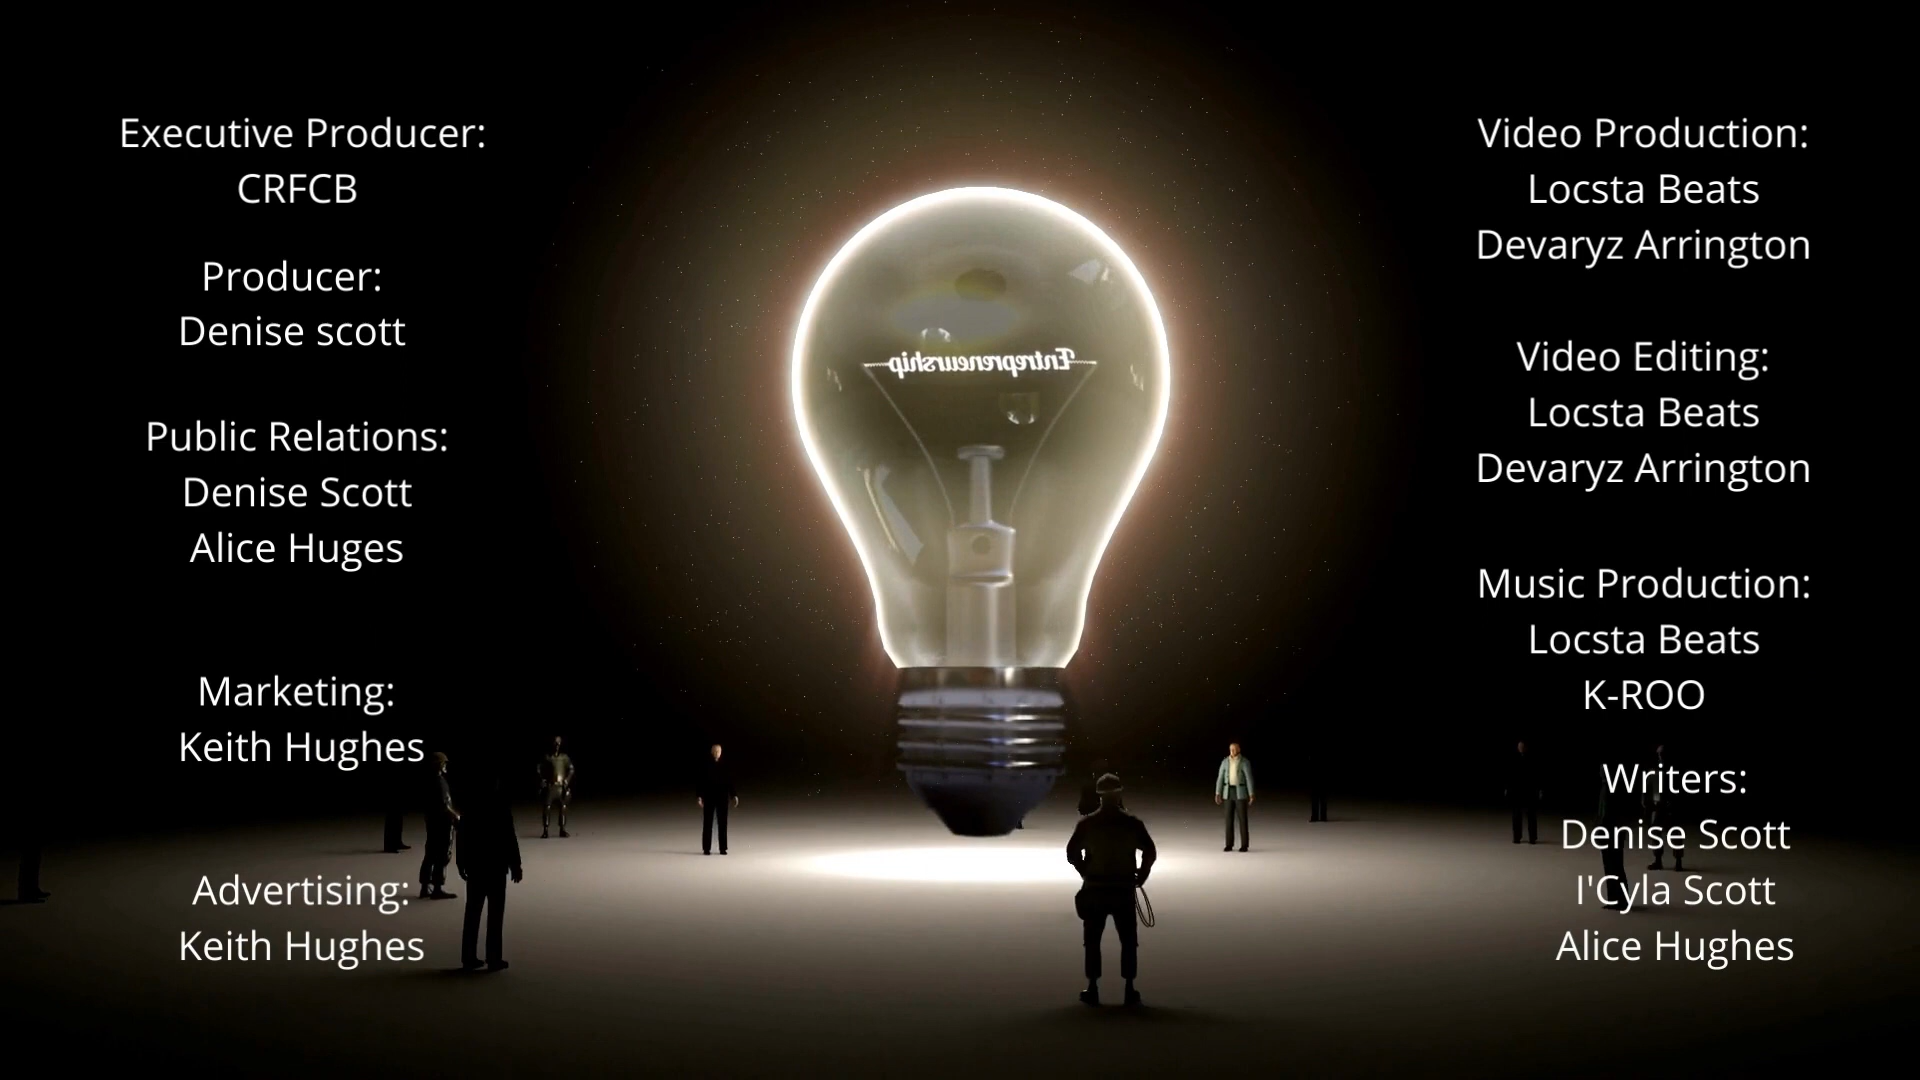 Executive Producer:
CRFCB
Producer:
Denise scott
Public Relations:
Denise Scott
Alice Huges
Marketing:
Keith Hughes
Advertising:
Keith Hughes
Entrepreneurship
Video Production:
Locsta Beats
Devaryz Arrington
Video Editing:
Locsta Beats
Devaryz Arrington
Music Production:
Locsta Beats
K-ROO
Writers:
Denise Scott
I'Cyla Scott
Alice Hughes